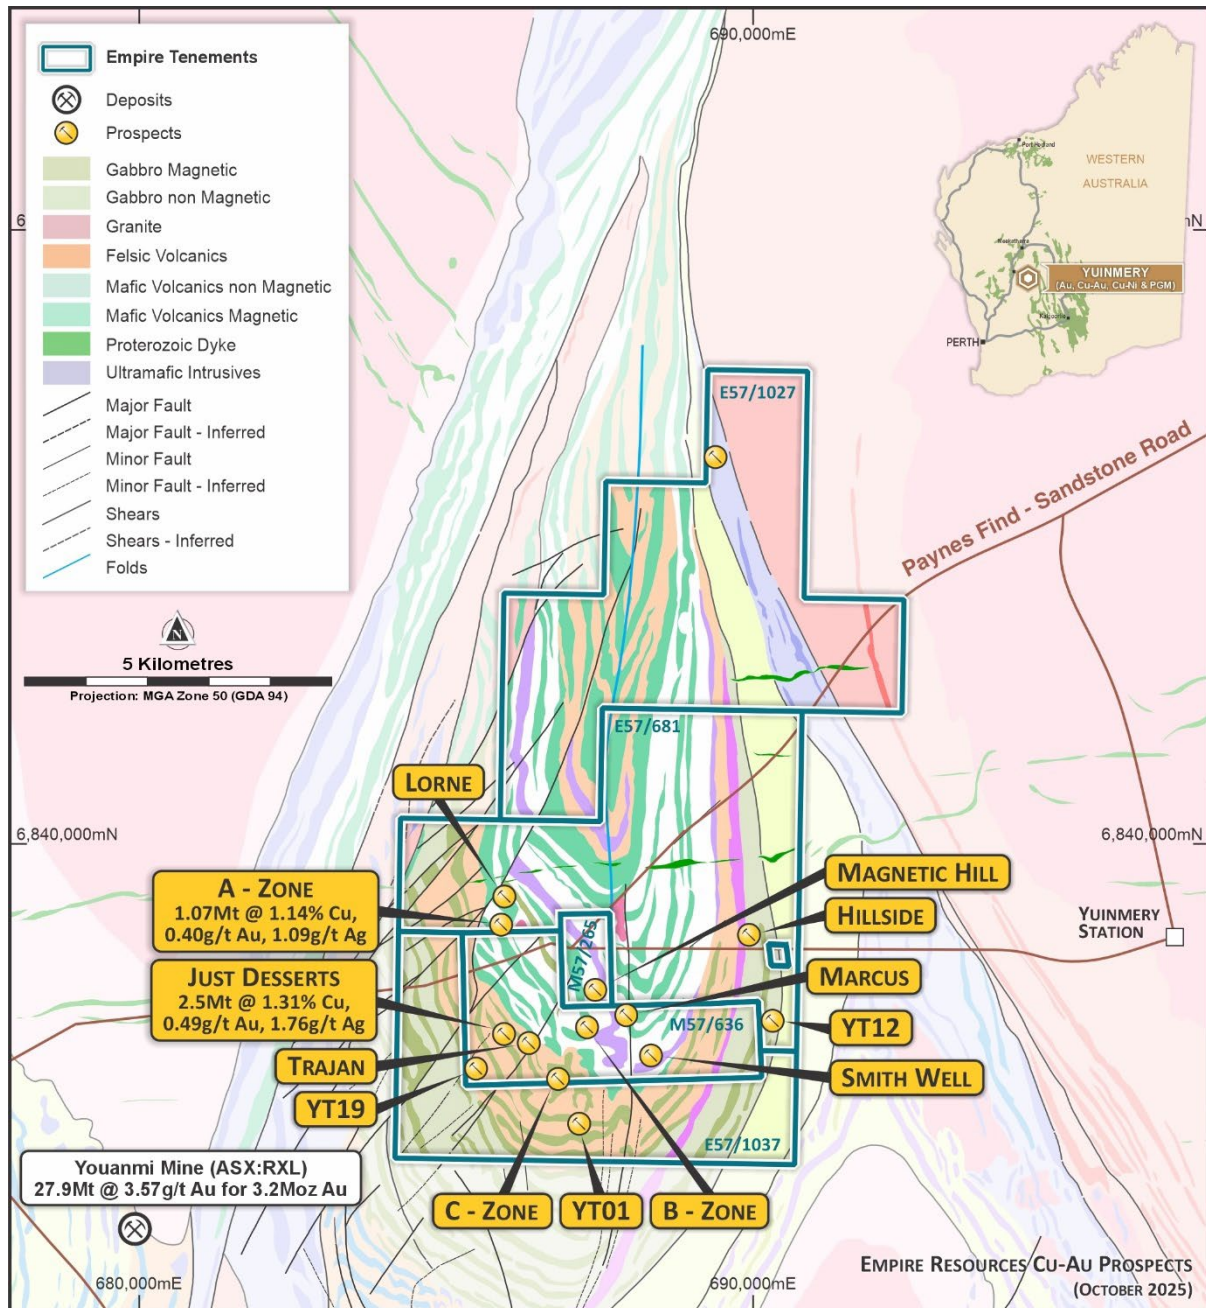 690,000mE
Empire Tenements
Deposits
Prospects
Gabbro Magnetic
Gabbro non Magnetic
Granite
Felsic Volcanics
Mafic Volcanics non Magnetic
Mafic Volcanics Magnetic
Proterozoic Dyke
Ultramafic Intrusives
Major Fault
Major Fault - Inferred
Minor Fault
Minor Fault - Inferred
Shears
Shears - Inferred
Folds
N
5 Kilometres
Projection: MGA Zone 50 (GDA 94)
WESTERN
AUSTRALIA
YUINMERY
(Au, Cu-Au, Cu-Ni & PGM)
PERTH
E57/1027
Paynes Find - Sandstone Road
E57/681
LORNE
6,840,000mN
6,840,000mN
A - ZONE
1.07Mt @ 1.14% Cu,
0.40g/t Au, 1.09g/t Ag
MAGNETIC HILL
HILLSIDE
YUINMERY
STATION
M57/265
JUST DESSERTS
2.5Mt @ 1.31% Cu,
0.49g/t Au, 1.76g/t Ag
MARCUS
M57/636
YT12
TRAJAN
SMITH WELL
YT19
E57/1037
Youanmi Mine (ASX:RXL)
27.9Mt @ 3.57g/t Au for 3.2Moz Au
C - ZONE
YT01
B - ZONE
680,000mE
690,000mE
EMPIRE RESOURCES CU-AU PROSPECTS
(OCTOBER 2025)